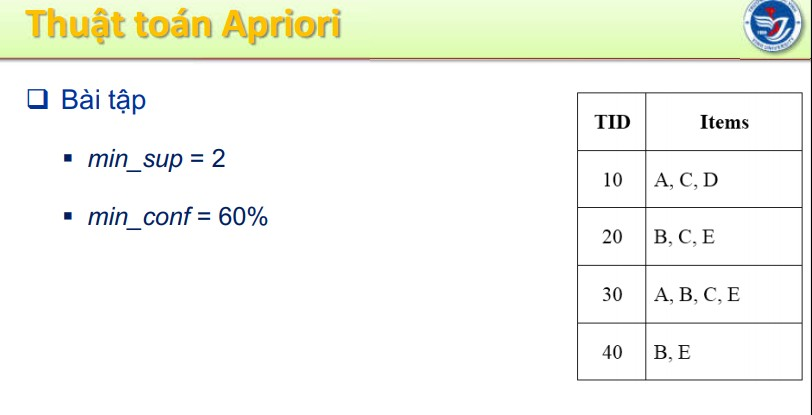 Thuật toán Apriori
❑ Bài tập
▪ min_sup = 2
▪ min_conf = 60%
TID Items
10 A, C, D
20 B, C, E
30 A, B, C, E
40 B, E